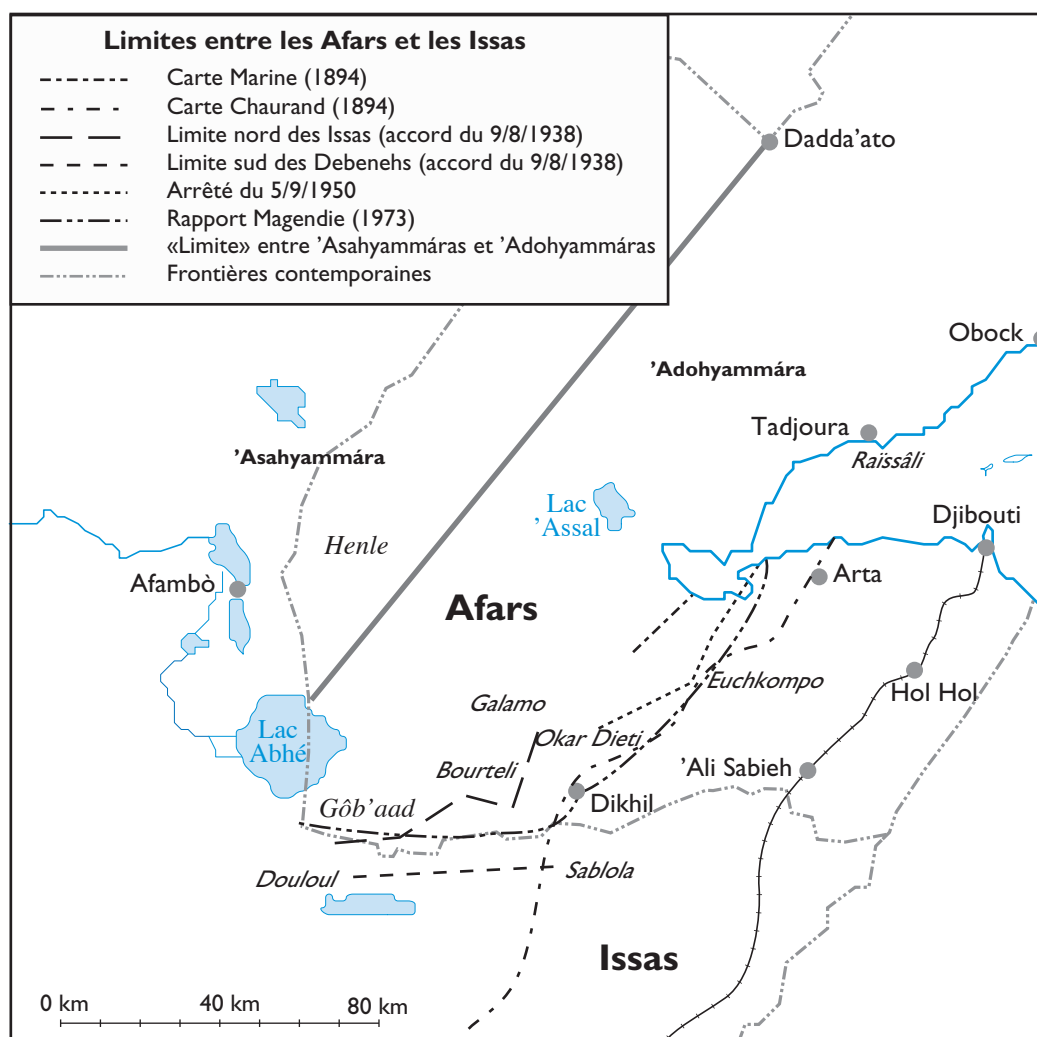 Limites entre les Afars et les Issas
Carte Marine (1894)
Carte Chaurand (1894)
Limite nord des Issas (accord du 9/8/1938)
Limite sud des Debenehs (accord du 9/8/1938)
Arrêté du 5/9/1950
Rapport Magendie (1973)
«Limite» entre ’Asahyammáras et ’Adohyammáras
Frontières contemporaines
Dadda’ato
Obock
’Adohyammára
Tadjoura
Raïssâli
’Asahyammára
Lac
’Assal
Djibouti
Henle
Afambò
Arta
Afars
Euchkompo
Hol Hol
Galamo
Lac
Abhé
Okar Dieti
’Ali Sabieh
Bourteli
Dikhil
Gôb’aad
Douloul
Sablola
Issas
0 km
40 km
80 km